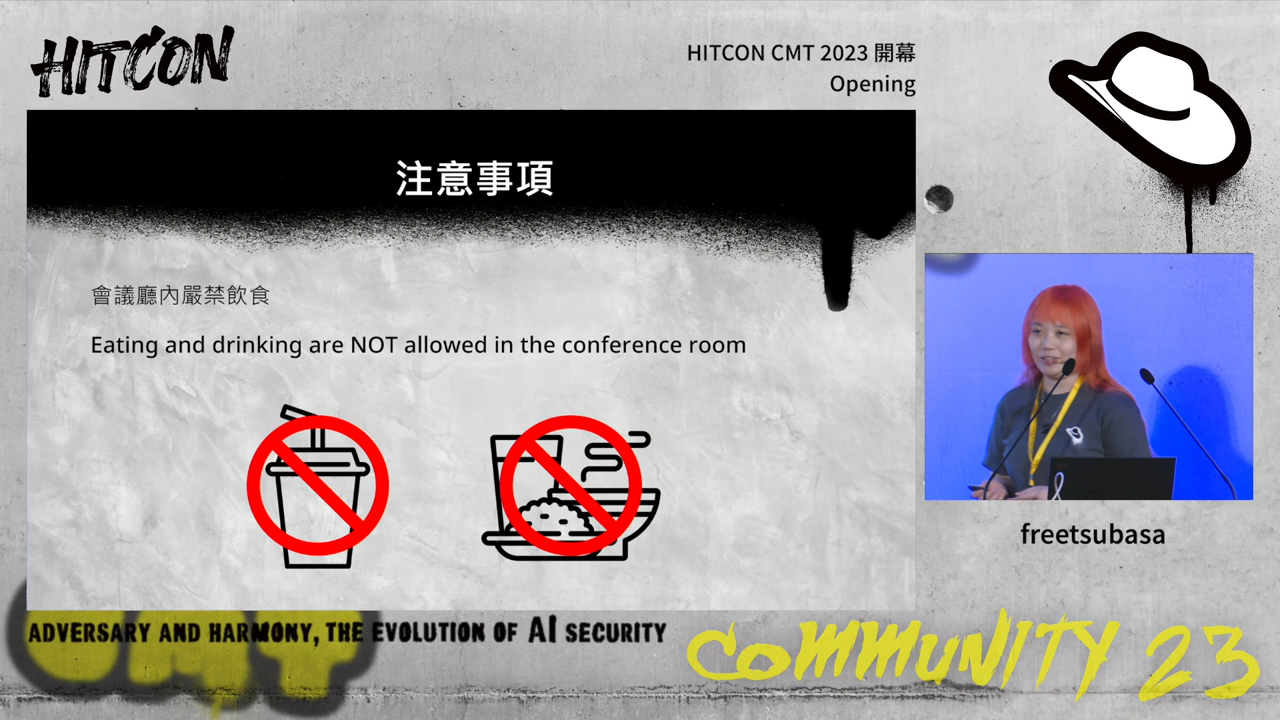 HITCON
HITCON CMT 2023 開幕
Opening
注意事項
會議廳內嚴禁飲食
Eating and drinking are NOT allowed in the conference room
freetsubasa
CMT
ADVERSARY AND HARMONY, THE EVOLUTION OF AI SECURITY
COMMUNITY 23